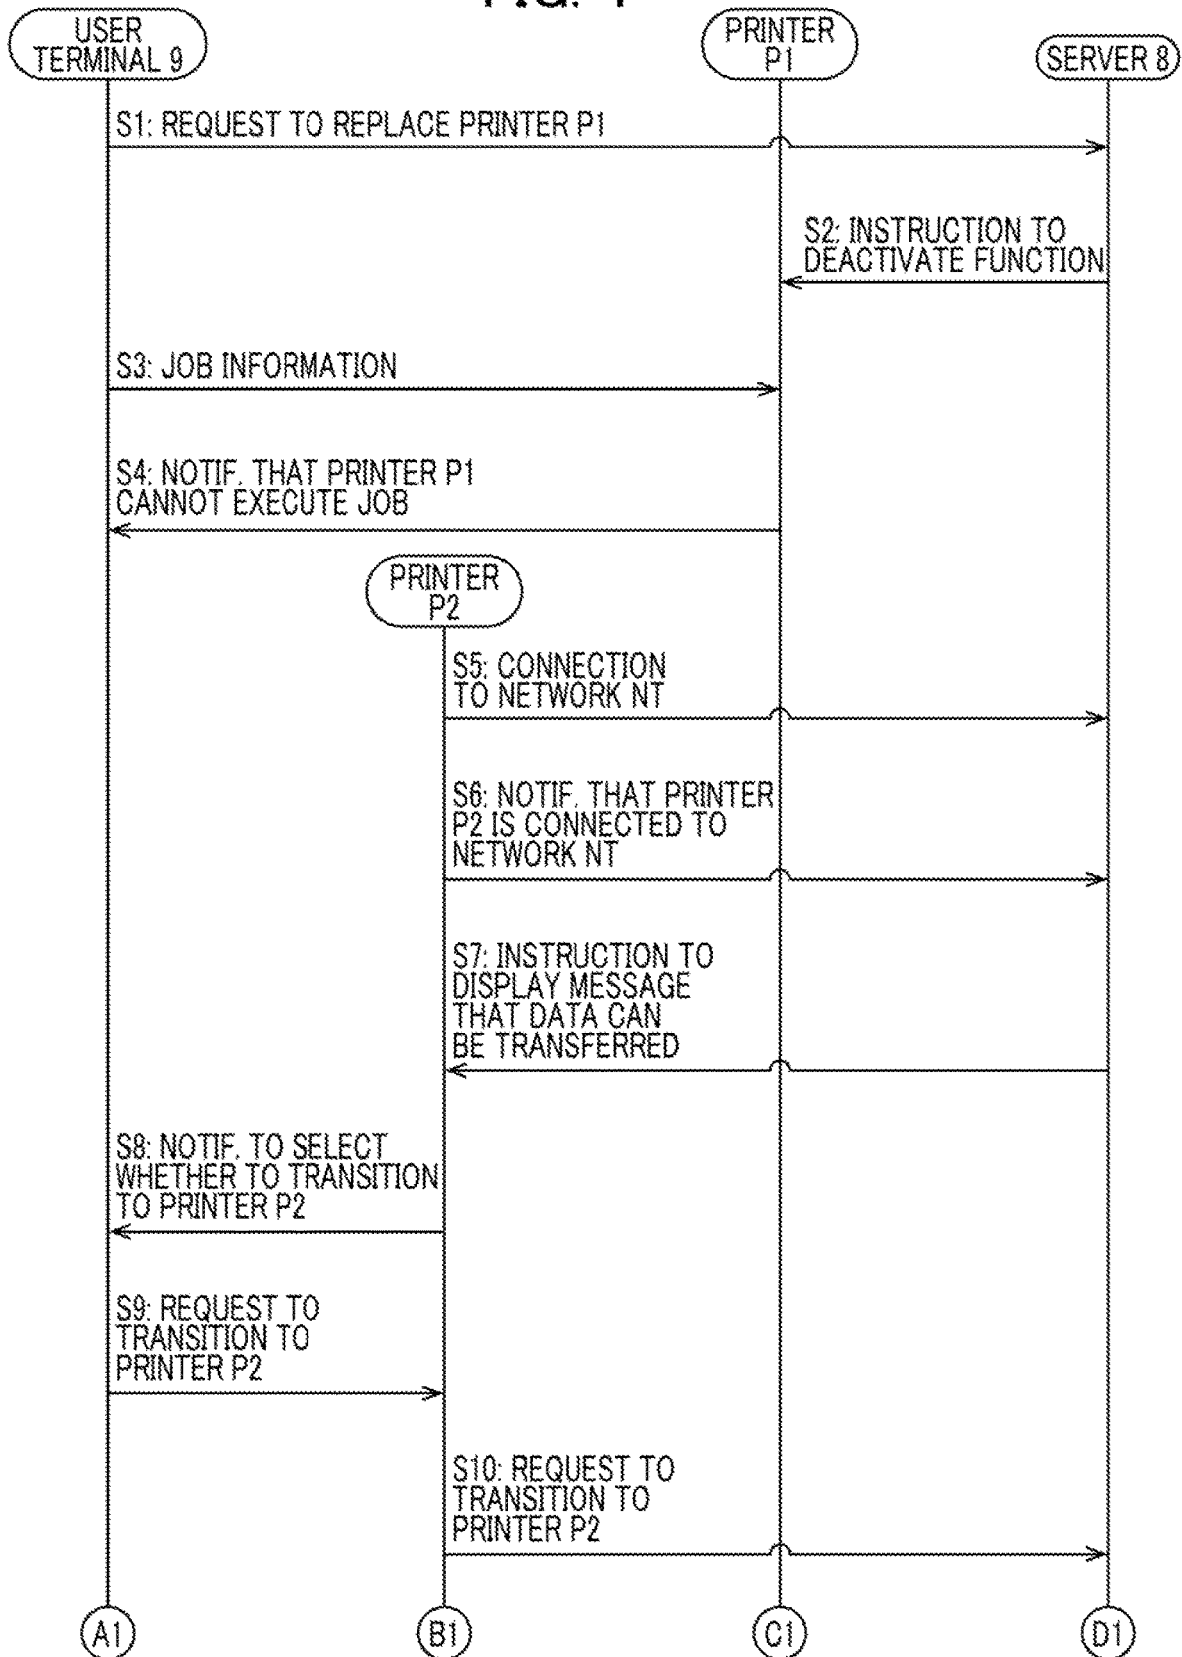 USER
TERMINAL 9
PRINTER
P1
SERVER 8
S1: REQUEST TO REPLACE PRINTER P1
S2: INSTRUCTION TO
DEACTIVATE FUNCTION
S3: JOB INFORMATION
S4: NOTIF. THAT PRINTER P1
CANNOT EXECUTE JOB
PRINTER
P2
S5: CONNECTION
TO NETWORK NT
S6: NOTIF. THAT PRINTER
P2 IS CONNECTED TO
NETWORK NT
S7: INSTRUCTION TO
DISPLAY MESSAGE
THAT DATA CAN
BE TRANSFERRED
S8: NOTIF. TO SELECT
WHETHER TO TRANSITION
TO PRINTER P2
S9: REQUEST TO
TRANSITION TO
PRINTER P2
S10: REQUEST TO
TRANSITION TO
PRINTER P2
A1
B1
C1
D1